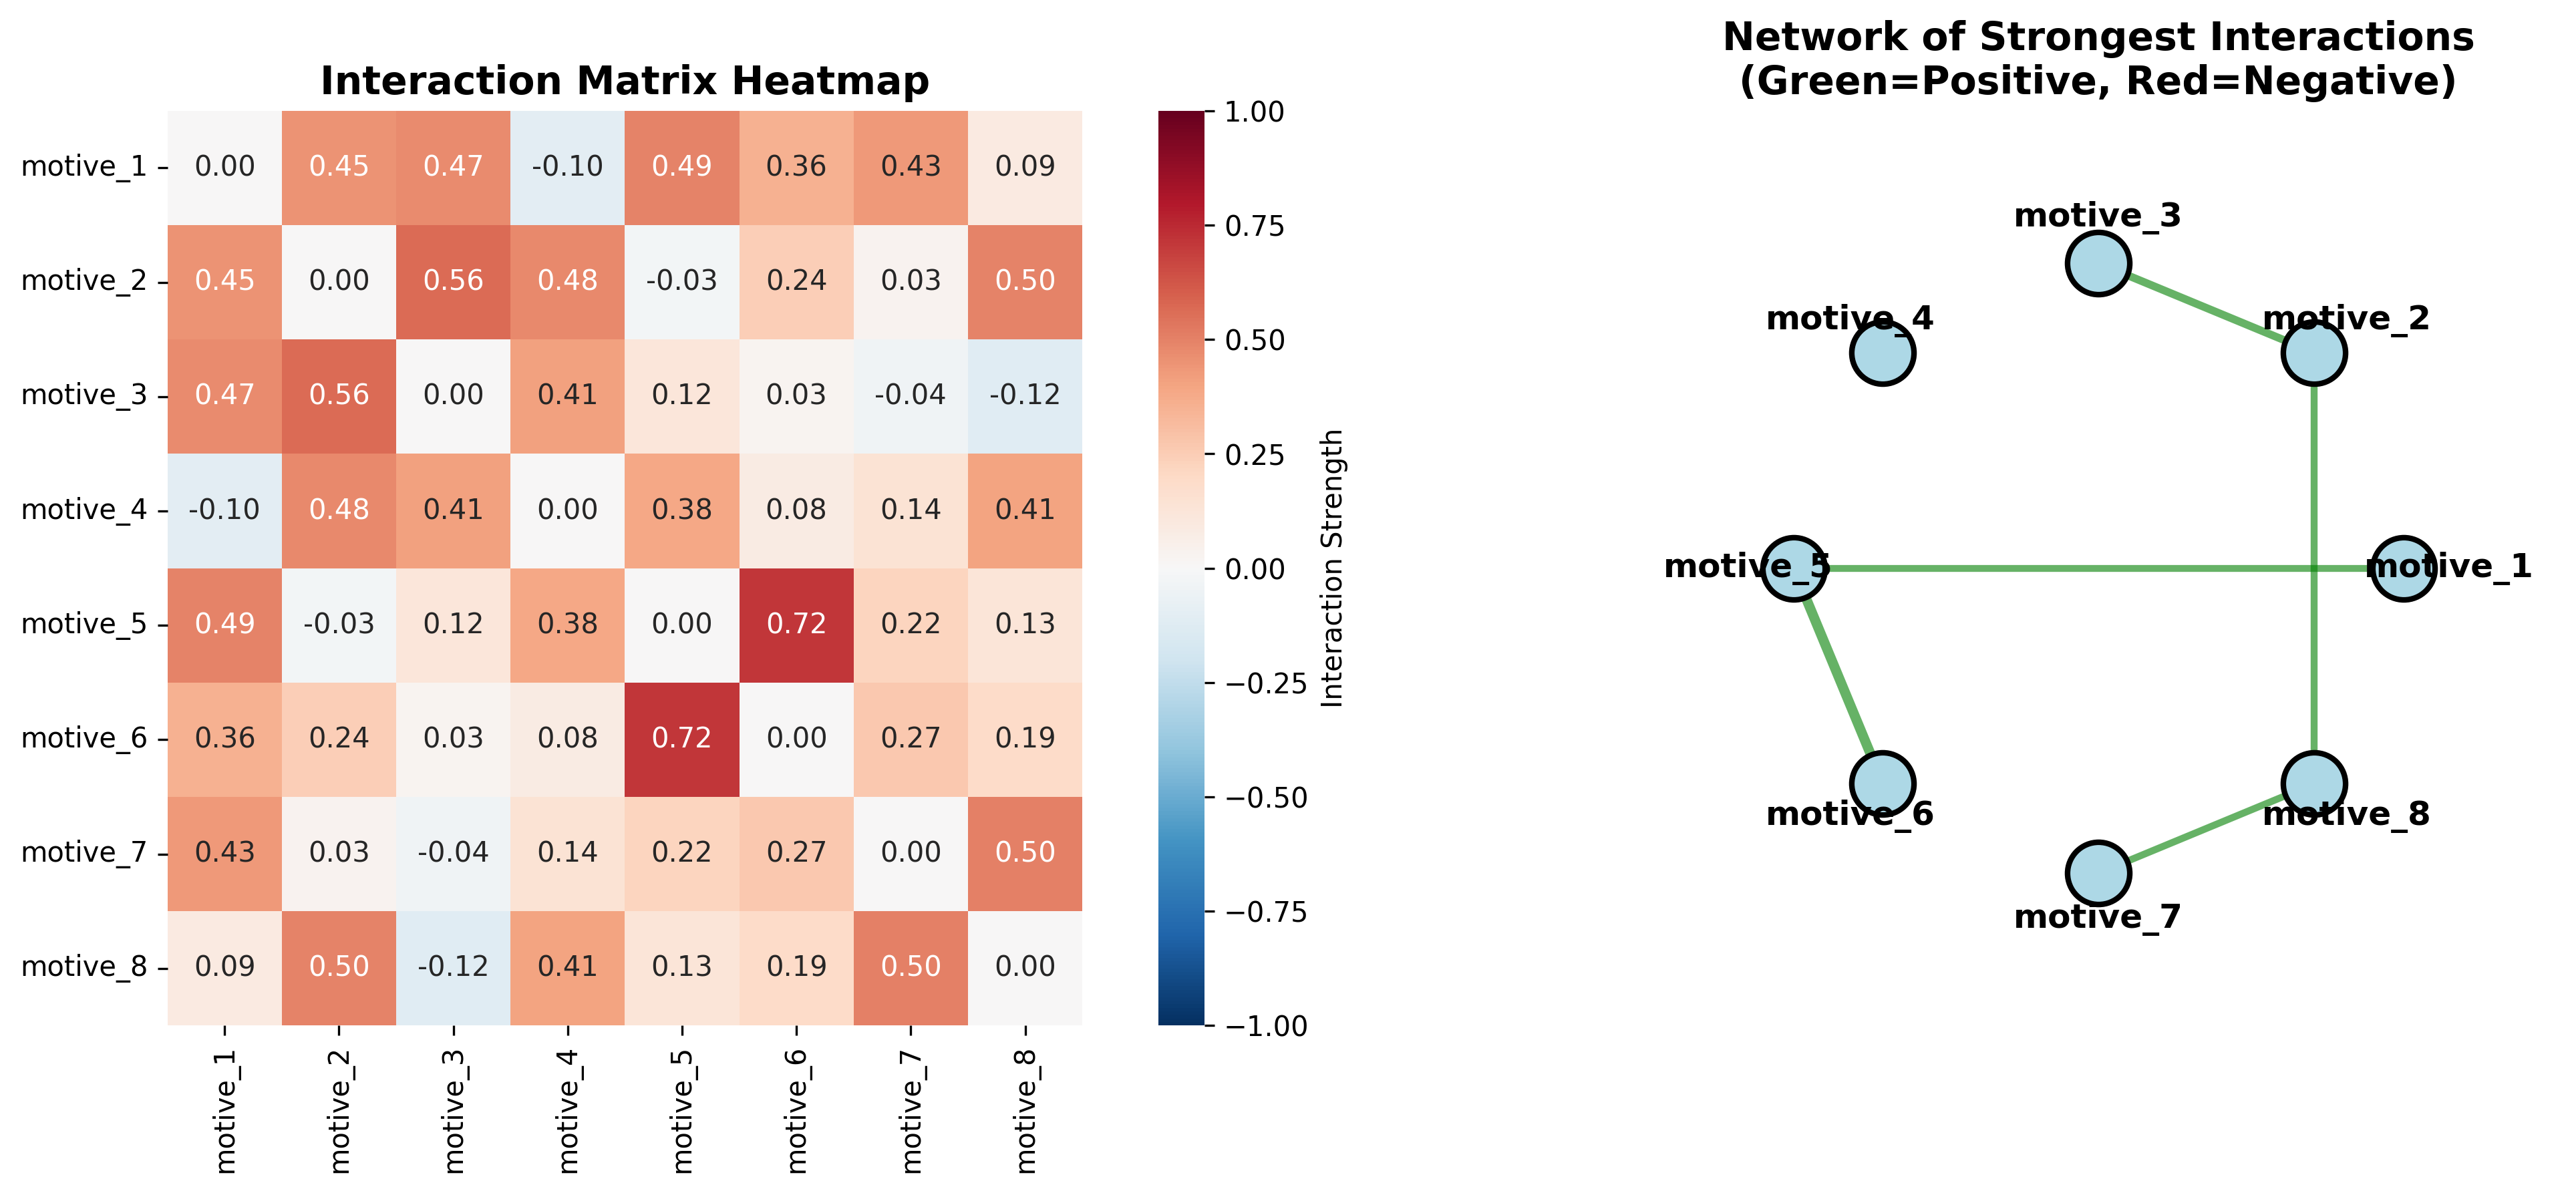 Interaction Matrix Heatmap
motive_1 0.00 0.45 0.47 -0.10 0.49 0.36 0.43 0.09
motive_2 0.45 0.00 0.56 0.48 -0.03 0.24 0.03 0.50
motive_3 0.47 0.56 0.00 0.41 0.12 0.03 -0.04 -0.12
motive_4 -0.10 0.48 0.41 0.00 0.38 0.08 0.14 0.41
motive_5 0.49 -0.03 0.12 0.38 0.00 0.72 0.22 0.13
motive_6 0.36 0.24 0.03 0.08 0.72 0.00 0.27 0.19
motive_7 0.43 0.03 -0.04 0.14 0.22 0.27 0.00 0.50
motive_8 0.09 0.50 -0.12 0.41 0.13 0.19 0.50 0.00
motive_1 motive_2 motive_3 motive_4 motive_5 motive_6 motive_7 motive_8
1.00
0.75
0.50
0.25
0.00
−0.25
−0.50
−0.75
−1.00
Interaction Strength
Network of Strongest Interactions
(Green=Positive, Red=Negative)
motive_3
motive_4
motive_2
motive_5
motive_1
motive_6
motive_8
motive_7